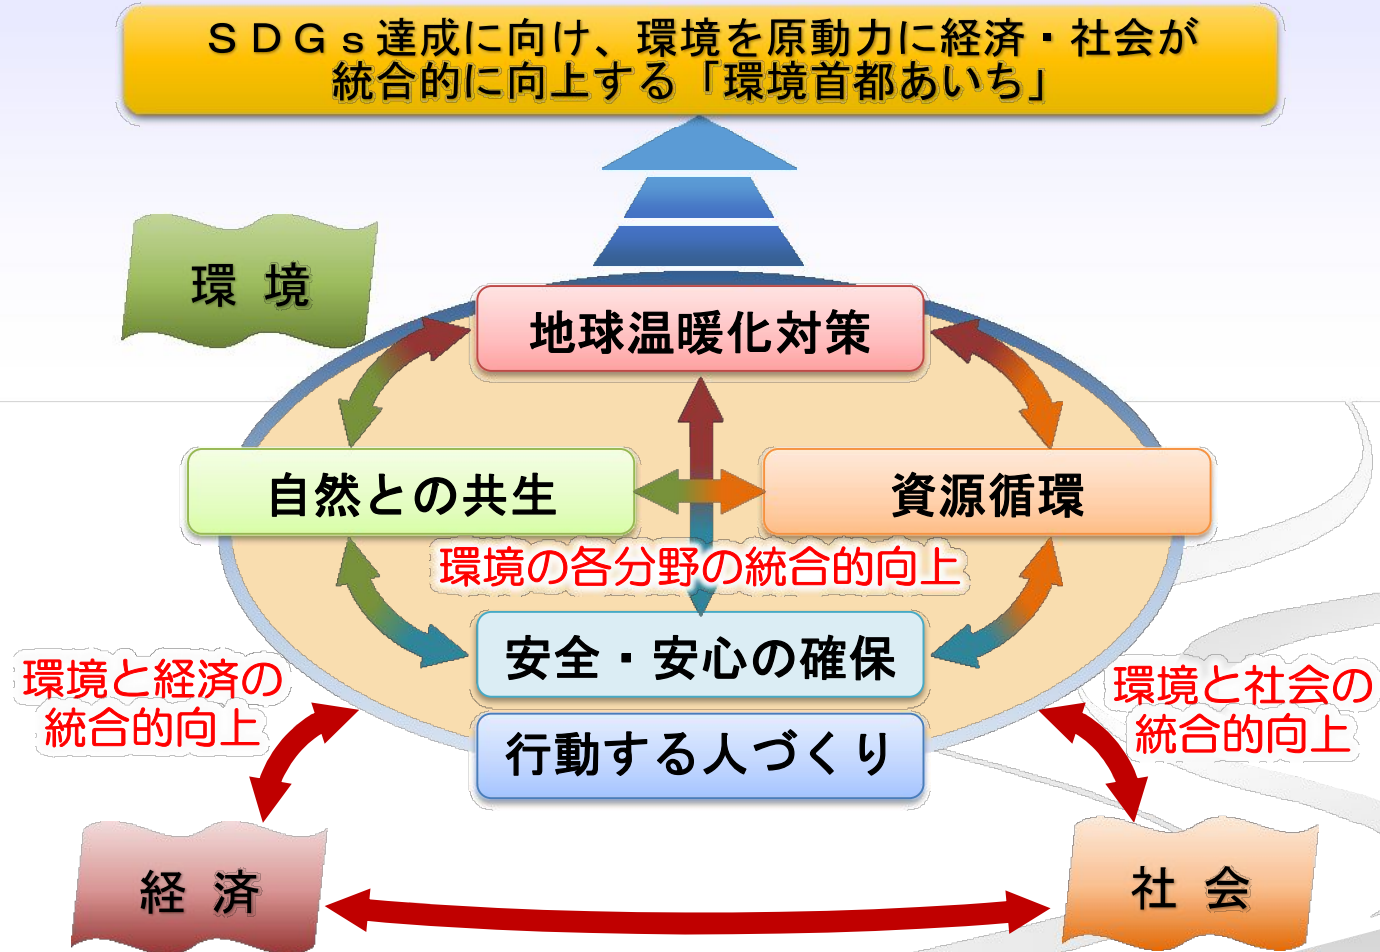 ＳＤＧｓ達成に向け、環境を原動力に経済・社会が
統合的に向上する「環境首都あいち」
環 境
地球温暖化対策
自然との共生
資源循環
環境の各分野の統合的向上
安全・安心の確保
環境と経済の
統合的向上
環境と社会の
統合的向上
行動する人づくり
経 済
社 会